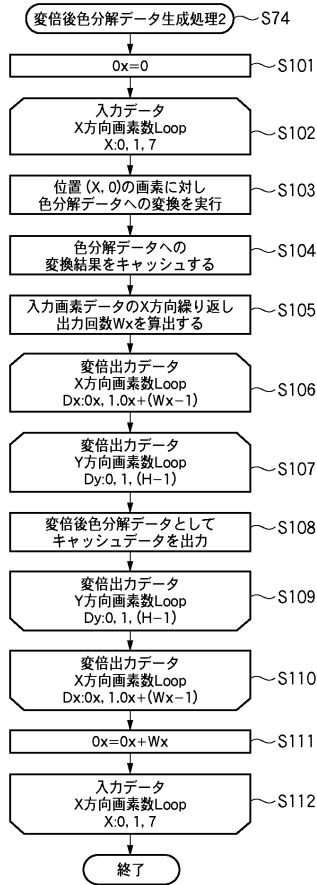 変倍後色分解データ生成処理2
S74
0x=0
S101
入力データ
X方向画素数Loop
X:0, 1, 7
S102
位置(X, 0)の画素に対し
色分解データへの変換を実行
S103
色分解データへの
変換結果をキャッシュする
S104
入力画素データのX方向繰り返し
出力回数Wxを算出する
S105
変倍出力データ
X方向画素数Loop
Dx:0x, 1.0x+(Wx−1)
S106
変倍出力データ
Y方向画素数Loop
Dy:0, 1, (H−1)
S107
変倍後色分解データとして
キャッシュデータを出力
S108
変倍出力データ
Y方向画素数Loop
Dy:0, 1, (H−1)
S109
変倍出力データ
X方向画素数Loop
Dx:0x, 1.0x+(Wx−1)
S110
0x=0x+Wx
S111
入力データ
X方向画素数Loop
X:0, 1, 7
S112
終了